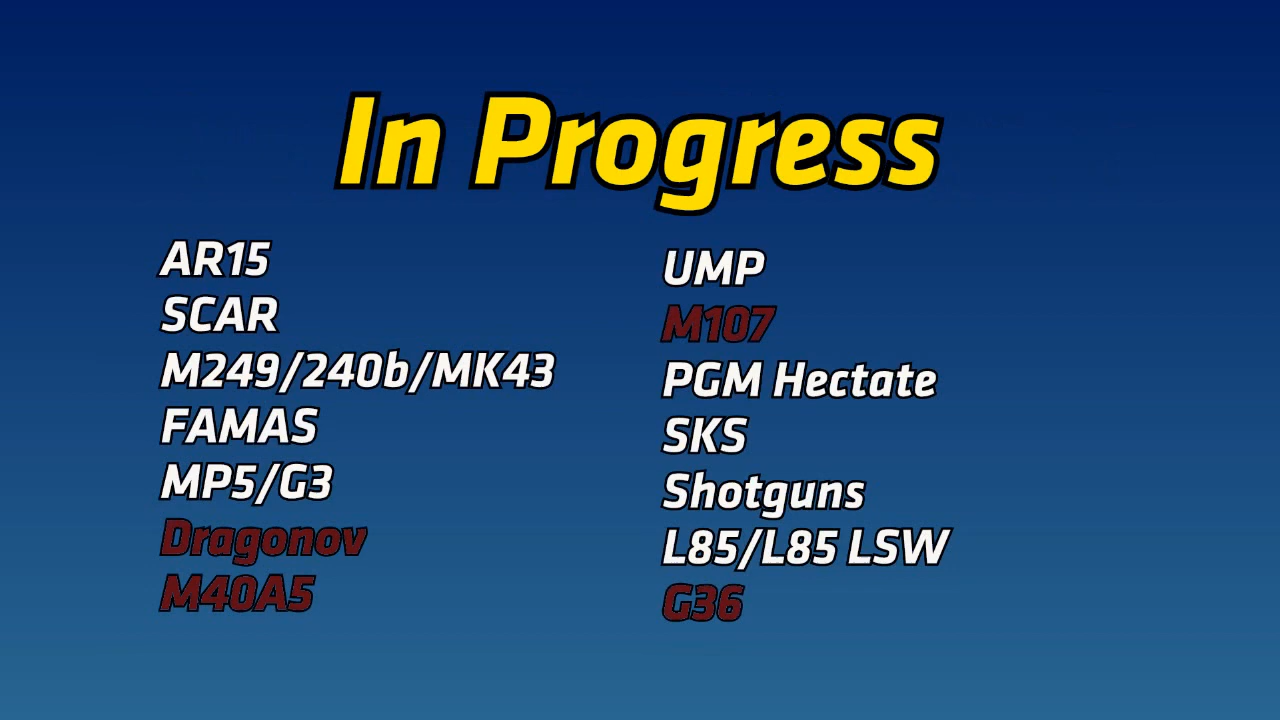 In Progress
AR15
SCAR
M249/240b/MK43
FAMAS
MP5/G3
Dragonov
M40A5
UMP
M107
PGM Hectate
SKS
Shotguns
L85/L85 LSW
G36